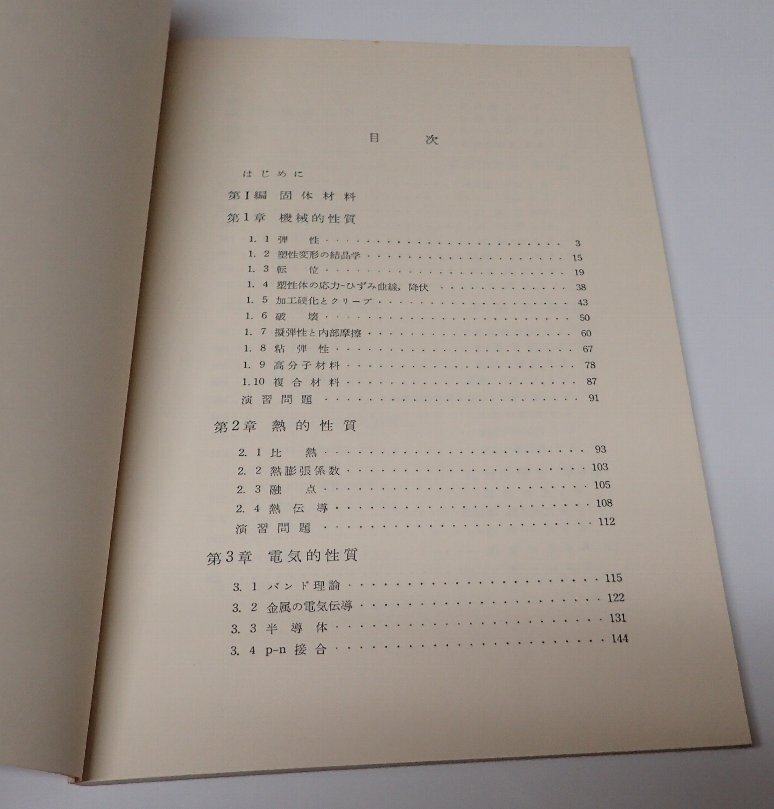 目 次
はじめに
第I編 固体材料
第1章 機械的性質
1. 1 弾性 3
1. 2 塑性変形の結晶学 15
1. 3 転位 19
1. 4 塑性体の応力-ひずみ曲線，降伏 38
1. 5 加工硬化とクリープ 43
1. 6 破壊 50
1. 7 擬弾性と内部摩擦 60
1. 8 粘弾性 67
1. 9 高分子材料 78
1.10 複合材料 87
演習問題 91
第2章 熱的性質
2. 1 比熱 93
2. 2 熱膨張係数 103
2. 3 融点 105
2. 4 熱伝導 108
演習問題 112
第3章 電気的性質
3. 1 バンド理論 115
3. 2 金属の電気伝導 122
3. 3 半導体 131
3. 4 p-n 接合 144